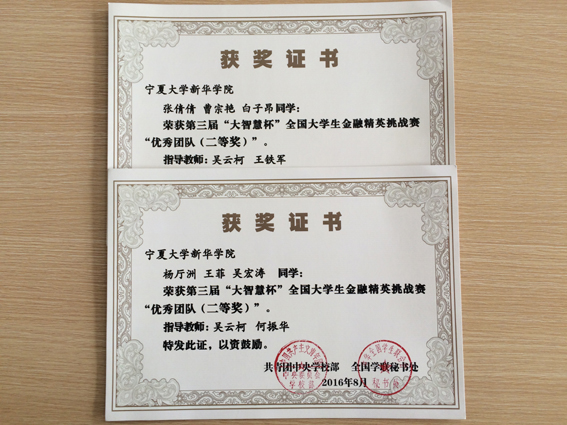 获奖证书
宁夏大学新华学院
张倩倩 曹宗艳 白子昂同学：
荣获第三届“大智慧杯”全国大学生金融精英挑战赛
“优秀团队（二等奖）”。
指导教师：吴云柯 王铁军
获奖证书
宁夏大学新华学院
杨厅洲 王菲 吴宏涛 同学：
荣获第三届“大智慧杯”全国大学生金融精英挑战赛
“优秀团队（二等奖）”。
指导教师：吴云柯 何振华
特发此证，以资鼓励。
共青团中央学校部 全国学联秘书处
2016年8月